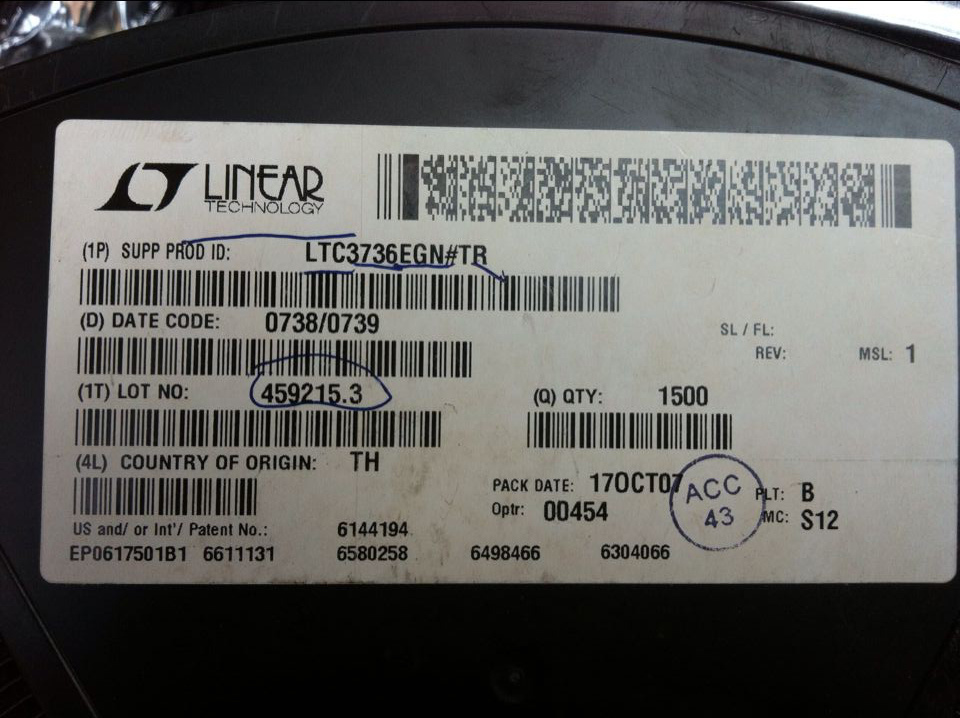 LINEAR
TECHNOLOGY
(1P) SUPP PROD ID: LTC3736EGN#TR
(D) DATE CODE: 0738/0739
SL / FL:
REV: MSL: 1
(1T) LOT NO: 459215.3 (Q) QTY: 1500
(4L) COUNTRY OF ORIGIN: TH
PACK DATE: 17OCT07 PLT: B
Optr: 00454 MC: S12
ACC
43
US and/ or Int'/ Patent No.: 6144194
EP0617501B1 6611131 6580258 6498466 6304066